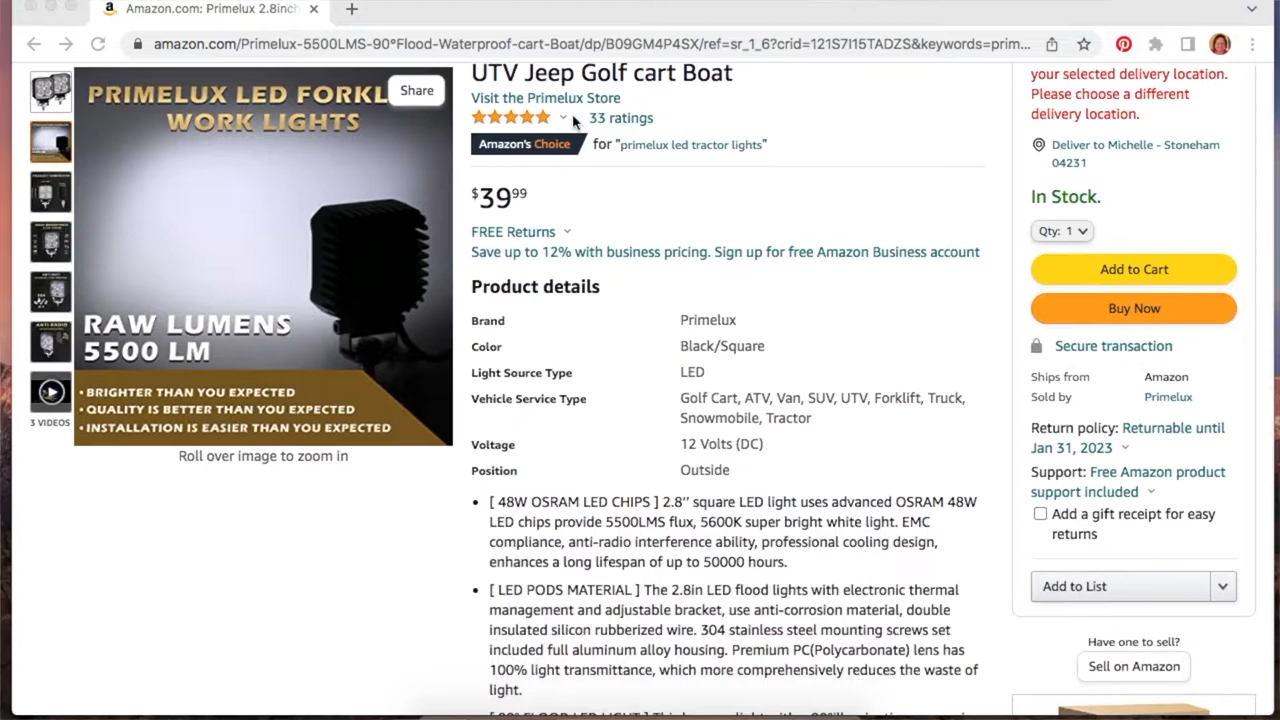 Amazon.com: Primelux 2.8inch
amazon.com/Primelux-5500LMS-90°Flood-Waterproof-cart-Boat/dp/B09GM4P4SX/ref=sr_1_6?crid=121S7I15TADZS&keywords=prim...
PRIMELUX LED FORKL
WORK LIGHTS
Share
RAW LUMENS
5500 LM
• BRIGHTER THAN YOU EXPECTED
• QUALITY IS BETTER THAN YOU EXPECTED
• INSTALLATION IS EASIER THAN YOU EXPECTED
3 VIDEOS
Roll over image to zoom in
UTV Jeep Golf cart Boat
Visit the Primelux Store
33 ratings
Amazon's Choice for "primelux led tractor lights"
$3999
FREE Returns
Save up to 12% with business pricing. Sign up for free Amazon Business account
Product details
Brand Primelux
Color Black/Square
Light Source Type LED
Vehicle Service Type Golf Cart, ATV, Van, SUV, UTV, Forklift, Truck,
Snowmobile, Tractor
Voltage 12 Volts (DC)
Position Outside
• [ 48W OSRAM LED CHIPS ] 2.8’’ square LED light uses advanced OSRAM 48W
LED chips provide 5500LMS flux, 5600K super bright white light. EMC
compliance, anti-radio interference ability, professional cooling design,
enhances a long lifespan of up to 50000 hours.
• [ LED PODS MATERIAL ] The 2.8in LED flood lights with electronic thermal
management and adjustable bracket, use anti-corrosion material, double
insulated silicon rubberized wire. 304 stainless steel mounting screws set
included full aluminum alloy housing. Premium PC(Polycarbonate) lens has
100% light transmittance, which more comprehensively reduces the waste of
light.
your selected delivery location.
Please choose a different
delivery location.
Deliver to Michelle - Stoneham
04231
In Stock.
Qty: 1
Add to Cart
Buy Now
Secure transaction
Ships from Amazon
Sold by Primelux
Return policy: Returnable until
Jan 31, 2023
Support: Free Amazon product
support included
Add a gift receipt for easy
returns
Add to List
Have one to sell?
Sell on Amazon